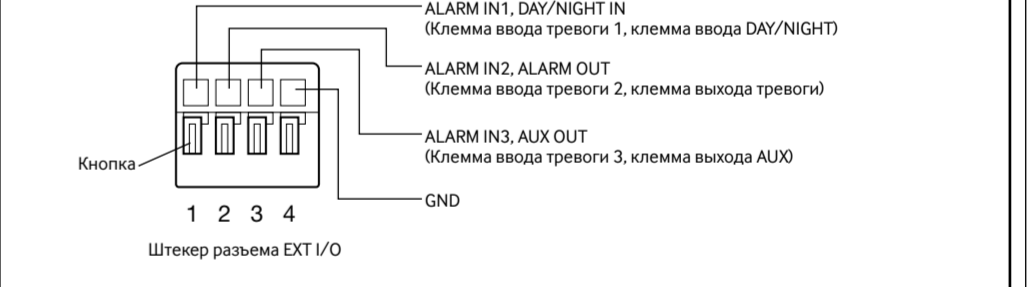 ALARM IN1, DAY/NIGHT IN
(Клемма ввода тревоги 1, клемма ввода DAY/NIGHT)
ALARM IN2, ALARM OUT
(Клемма ввода тревоги 2, клемма выхода тревоги)
ALARM IN3, AUX OUT
(Клемма ввода тревоги 3, клемма выхода AUX)
Кнопка
GND
1 2 3 4
Штекер разъема EXT I/O